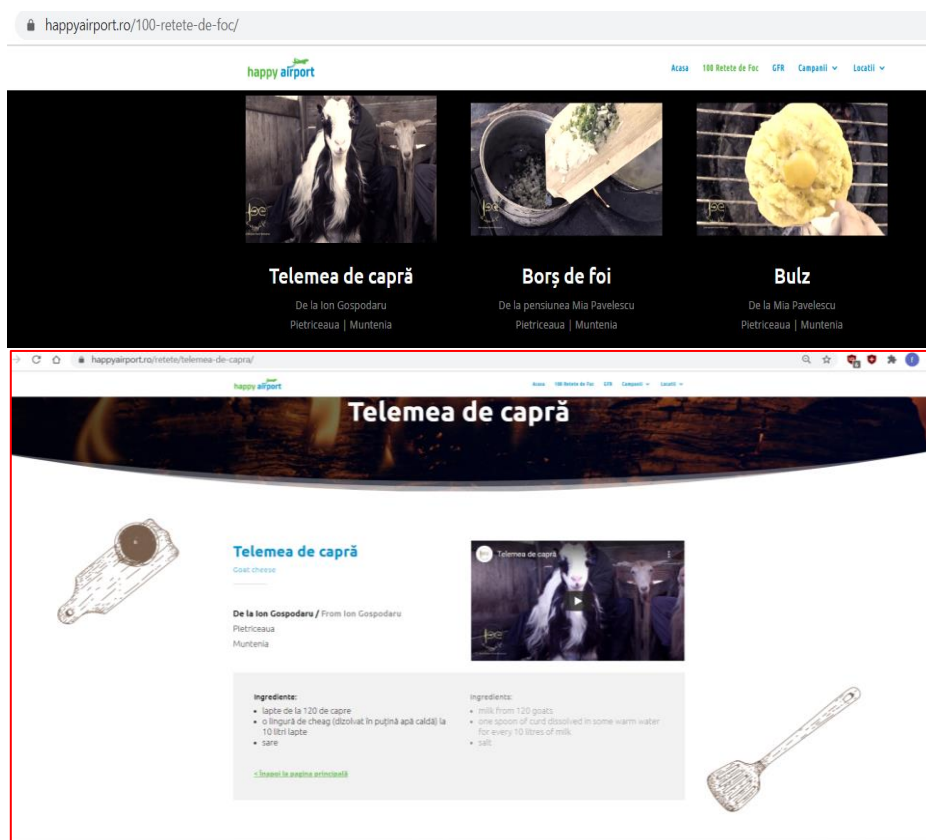 happyairport.ro/100-retete-de-foc/
happy airport
Acasa 100 Retete de Foc GFR Campanii Locatii
Telemea de capră
De la Ion Gospodaru
Pietriceaua | Muntenia
Borș de foi
De la pensiunea Mia Pavelescu
Pietriceaua | Muntenia
Bulz
De la Mia Pavelescu
Pietriceaua | Muntenia
happyairport.ro/retete/telemea-de-capra/
happy airport
Acasa 100 Retete de Foc GFR Campanii Locatii
Telemea de capră
Telemea de capră
Goat cheese
De la Ion Gospodaru / From Ion Gospodaru
Pietriceaua
Muntenia
Telemea de capră
Ingrediente:
• lapte de la 120 de capre
• o lingură de cheag (dizolvat în puțină apă caldă) la
10 litri lapte
• sare
< Înapoi la pagina principală
Ingredients:
• milk from 120 goats
• one spoon of curd dissolved in some warm water
for every 10 litres of milk
• salt